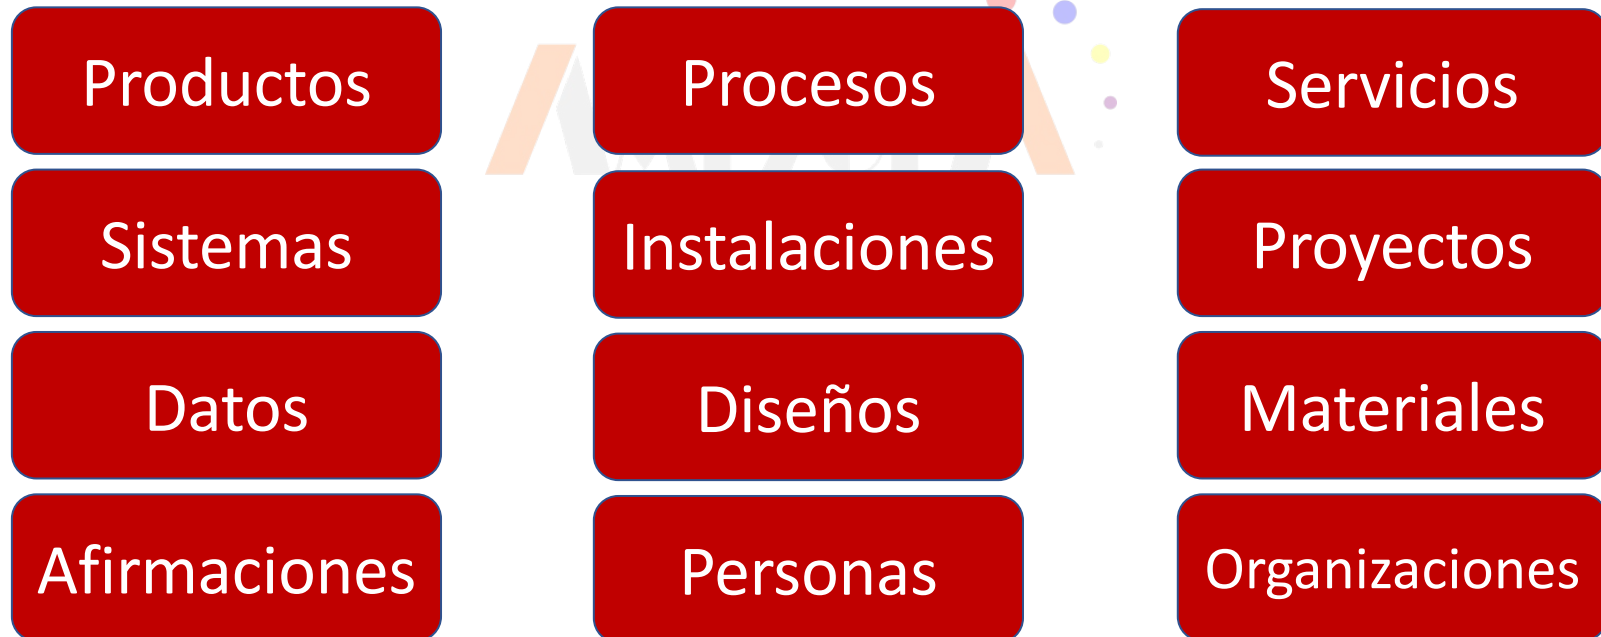 Productos
Procesos
Servicios
Sistemas
Instalaciones
Proyectos
Datos
Diseños
Materiales
Afirmaciones
Personas
Organizaciones